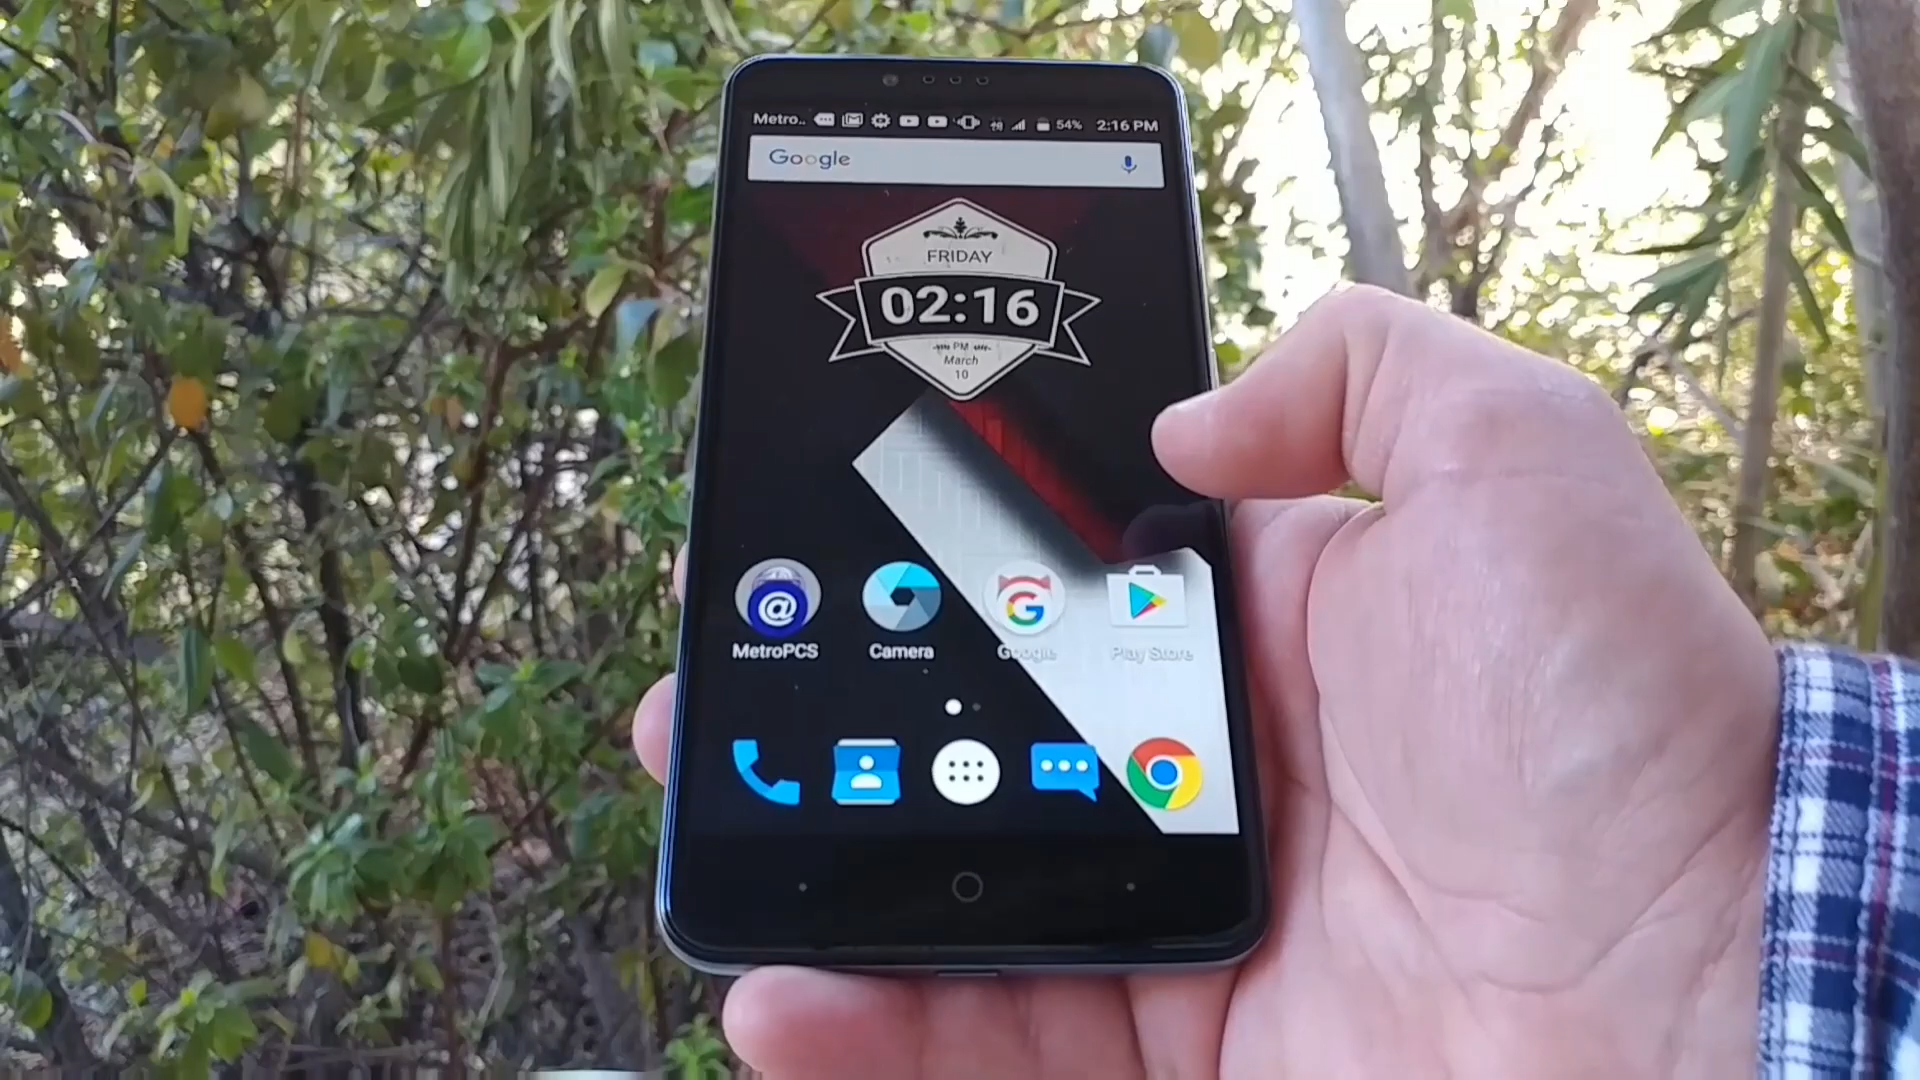 Metro.. 54% 2:16 PM
Google
FRIDAY
02:16
PM
March
10
@
G
MetroPCS Camera Google Play Store